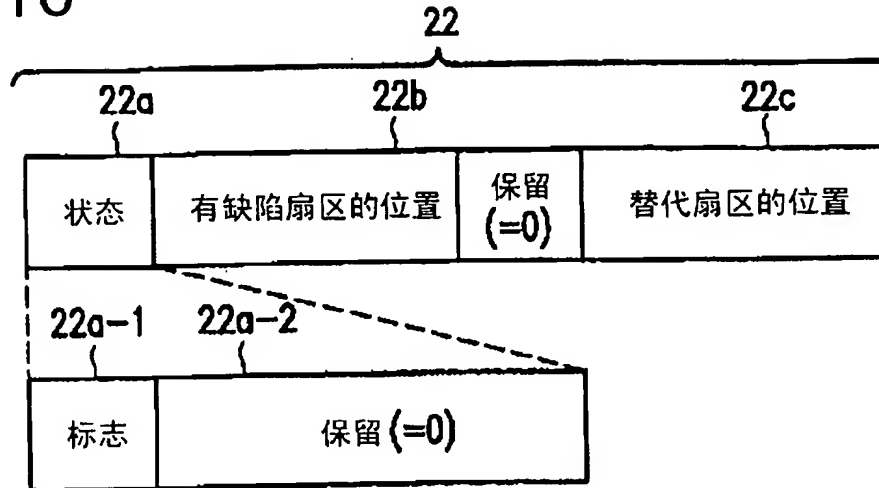 22
22a 22b 22c
状态 有缺陷扇区的位置 保留 (=0) 替代扇区的位置
22a-1 22a-2
标志 保留(=0)